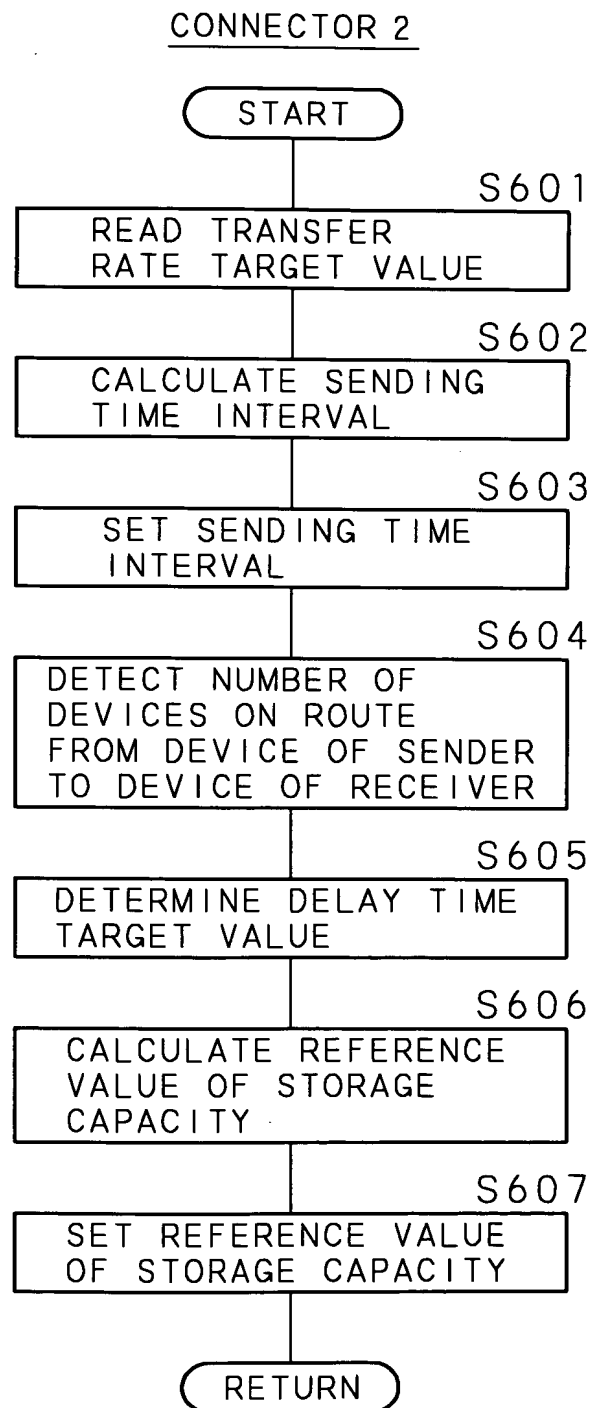 CONNECTOR 2
START
S601
READ TRANSFER
RATE TARGET VALUE
S602
CALCULATE SENDING
TIME INTERVAL
S603
SET SENDING TIME
INTERVAL
S604
DETECT NUMBER OF
DEVICES ON ROUTE
FROM DEVICE OF SENDER
TO DEVICE OF RECEIVER
S605
DETERMINE DELAY TIME
TARGET VALUE
S606
CALCULATE REFERENCE
VALUE OF STORAGE
CAPACITY
S607
SET REFERENCE VALUE
OF STORAGE CAPACITY
RETURN